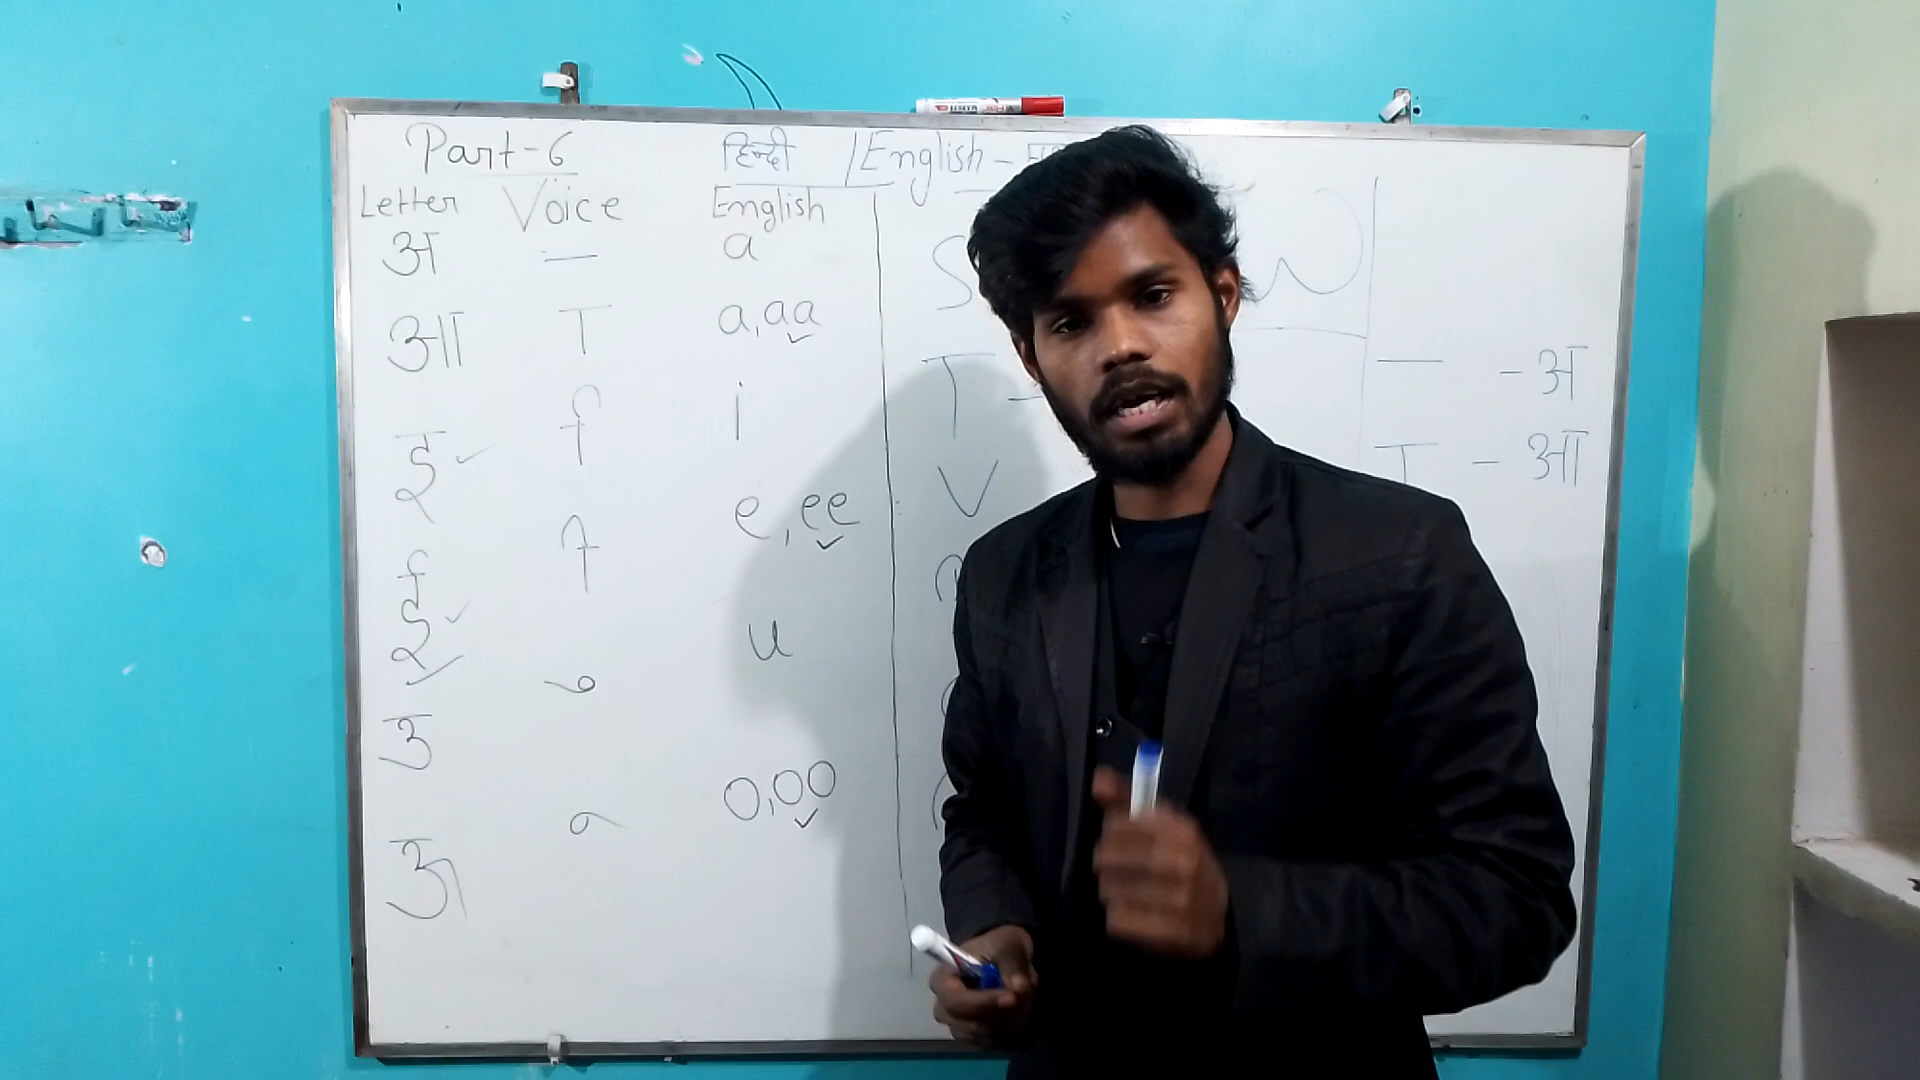 Part-6 हिन्दी / English -
Letter Voice English
अ — a
आ ा a, aa
इ ि i
ई ी e, ee
उ ु u
ऊ ू o, oo
S
T -
V
— - अ
ा - आ